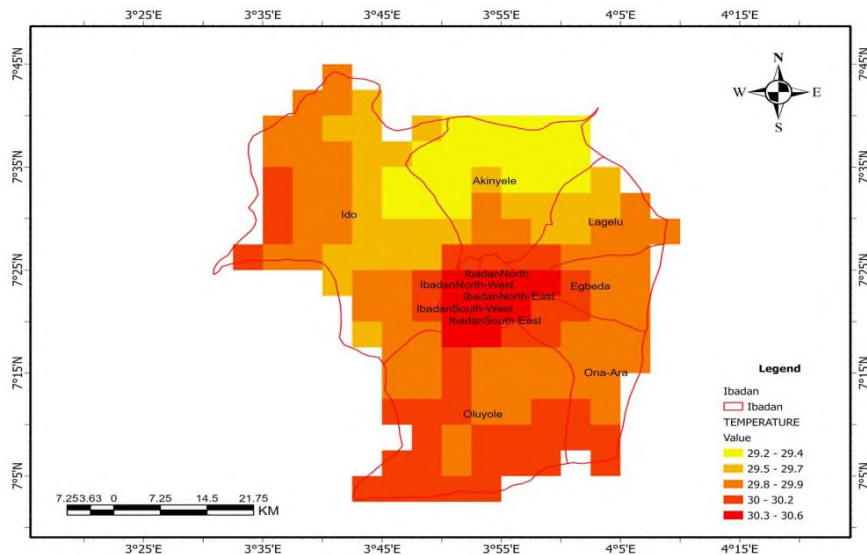 3°25'E 3°35'E 3°45'E 3°55'E 4°5'E 4°15'E
7°45'N 7°45'N
N
W E
S
7°35'N 7°35'N
Akinyele
Ido
Lagelu
7°25'N 7°25'N
IbadanNorth
IbadanNorth-West
Egbeda
IbadanNorth-East
IbadanSouth-West
IbadanSouth-East
7°15'N 7°15'N
Ona-Ara
Oluyole
7°5'N 7°5'N
Legend
Ibadan
Ibadan
TEMPERATURE
Value
29.2 - 29.4
29.5 - 29.7
29.8 - 29.9
30 - 30.2
30.3 - 30.6
7.253.63 0 7.25 14.5 21.75
KM
3°25'E 3°35'E 3°45'E 3°55'E 4°5'E 4°15'E